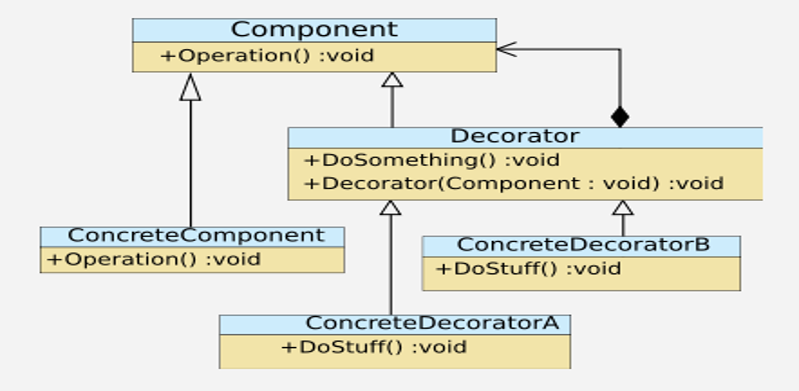 Component
+Operation() :void
Decorator
+DoSomething() :void
+Decorator(Component : void) :void
ConcreteComponent
+Operation() :void
ConcreteDecoratorB
+DoStuff() :void
ConcreteDecoratorA
+DoStuff() :void